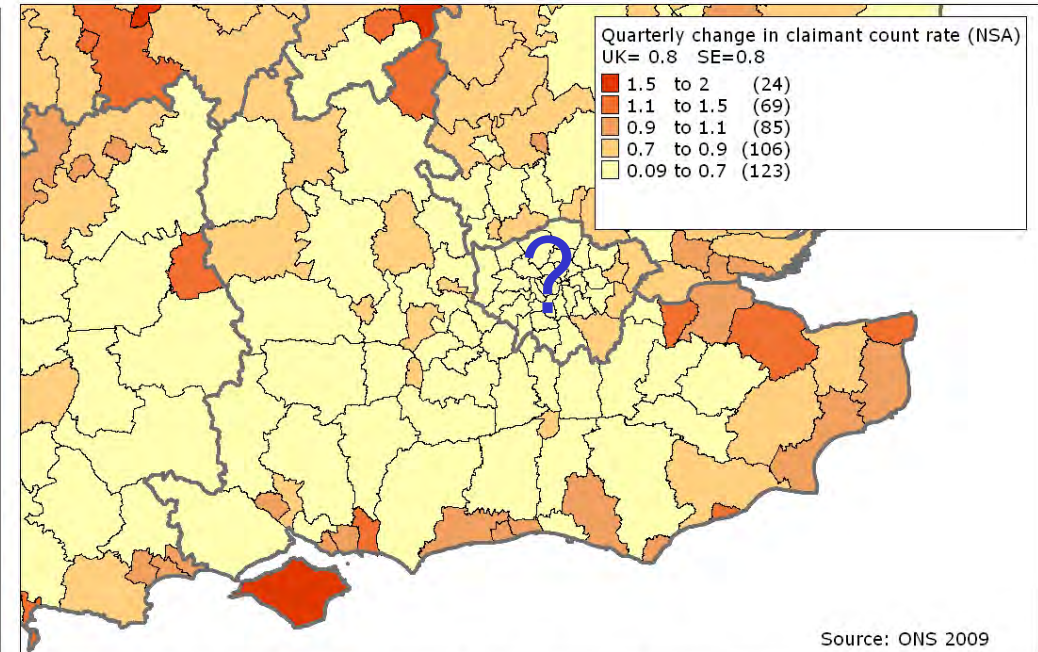 Quarterly change in claimant count rate (NSA)
UK= 0.8 SE=0.8
1.5 to 2 (24)
1.1 to 1.5 (69)
0.9 to 1.1 (85)
0.7 to 0.9 (106)
0.09 to 0.7 (123)
?
Source: ONS 2009